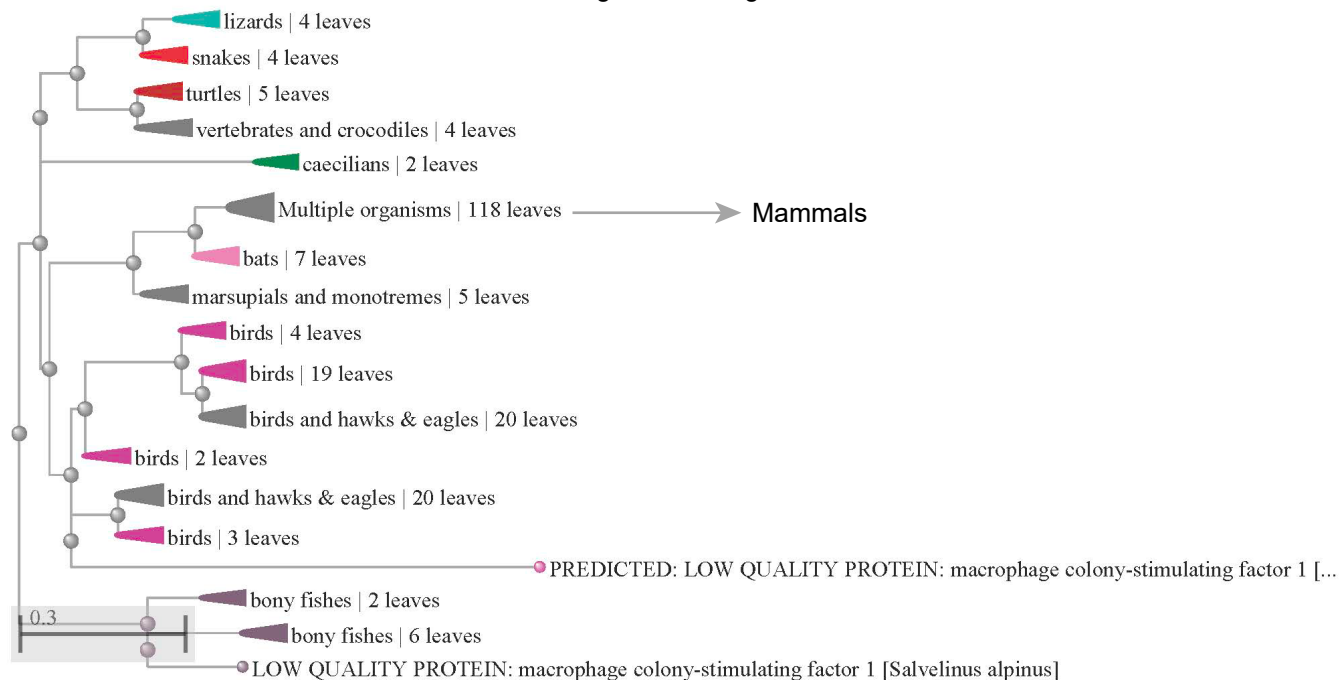 lizards | 4 leaves
snakes | 4 leaves
turtles | 5 leaves
vertebrates and crocodiles | 4 leaves
caecilians | 2 leaves
Multiple organisms | 118 leaves
Mammals
bats | 7 leaves
marsupials and monotremes | 5 leaves
birds | 4 leaves
birds | 19 leaves
birds and hawks & eagles | 20 leaves
birds | 2 leaves
birds and hawks & eagles | 20 leaves
birds | 3 leaves
PREDICTED: LOW QUALITY PROTEIN: macrophage colony-stimulating factor 1 [...
bony fishes | 2 leaves
0.3
bony fishes | 6 leaves
LOW QUALITY PROTEIN: macrophage colony-stimulating factor 1 [Salvelinus alpinus]